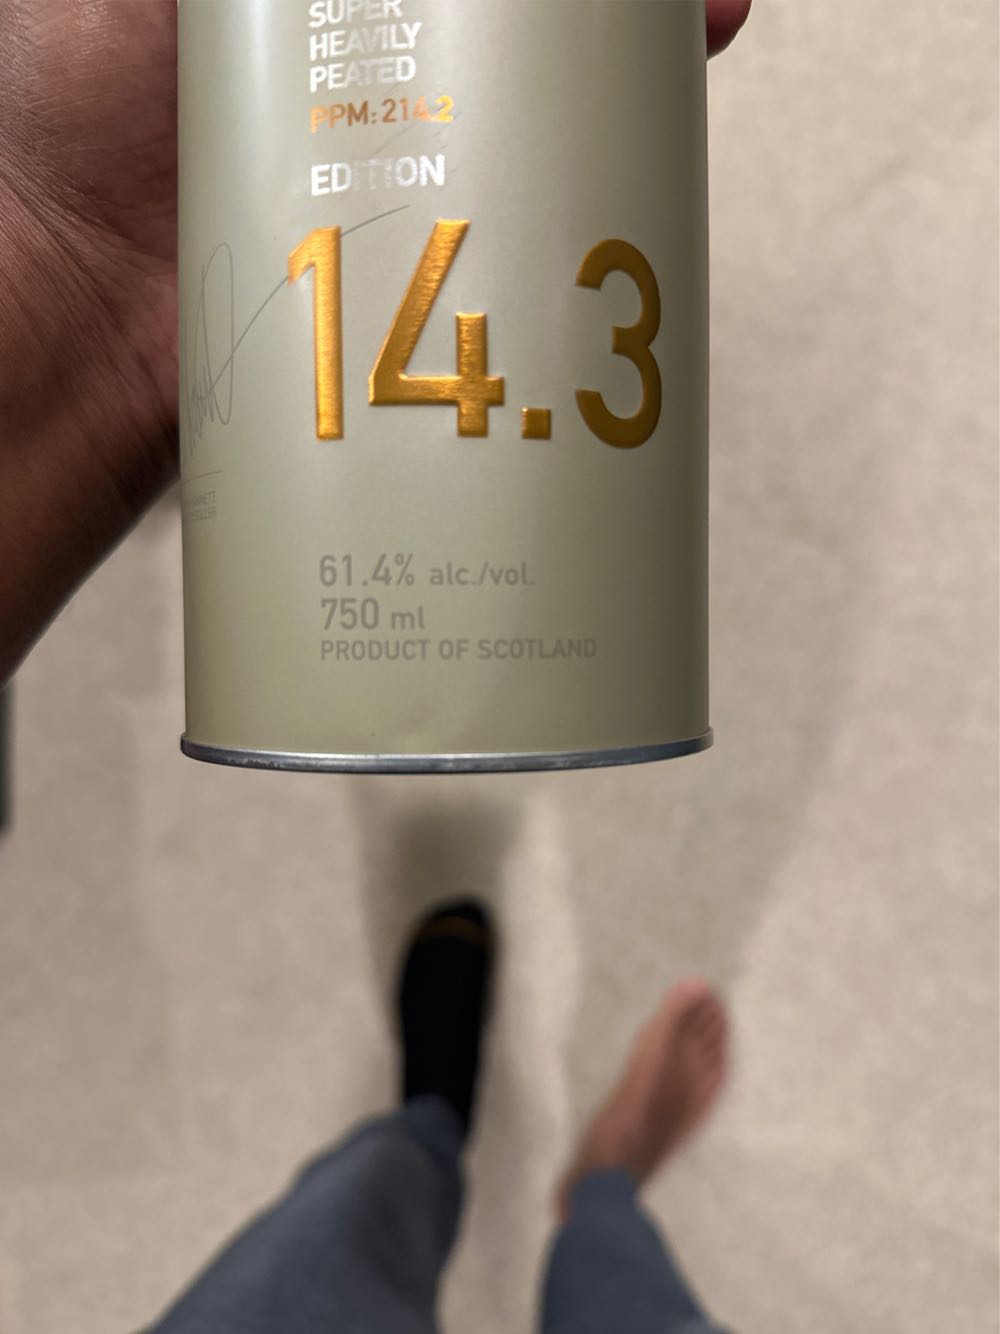 SUPER
HEAVILY
PEATED
PPM: 214.2
EDITION
14.3
61.4% alc./vol.
750 ml
PRODUCT OF SCOTLAND